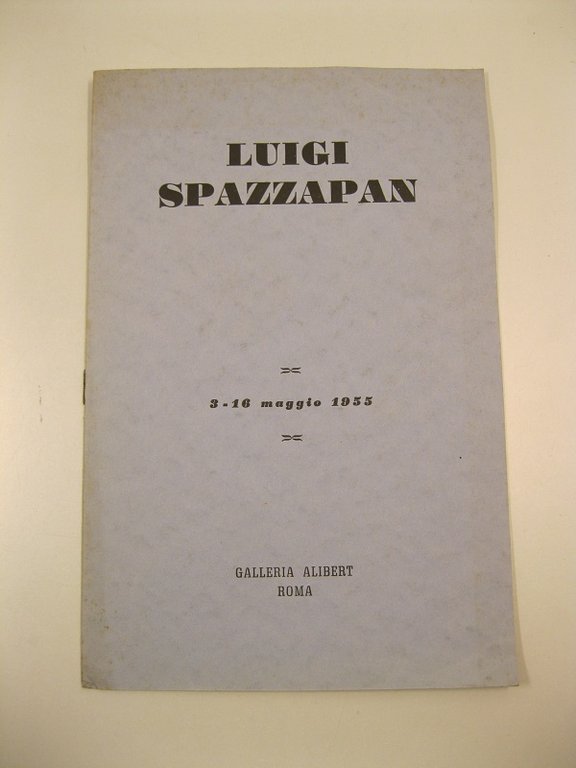 LUIGI
SPAZZAPAN
3-16 maggio 1955
GALLERIA ALIBERT
ROMA